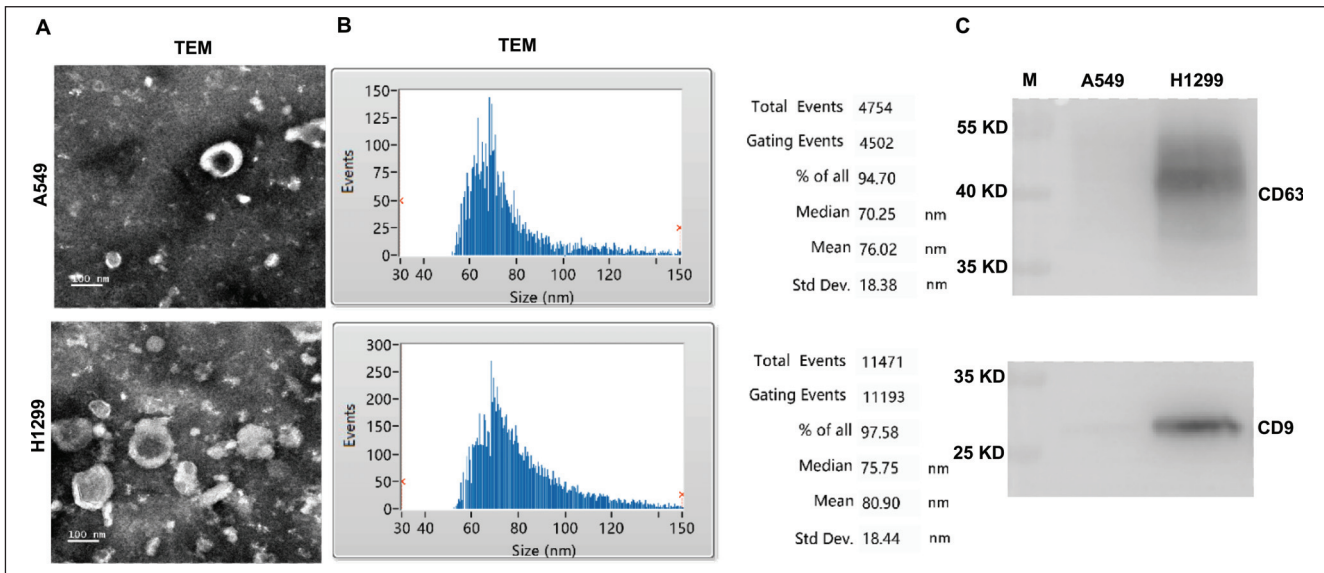 A
TEM
A549
100 nm
H1299
100 nm
B
TEM
150
125
100
75
50
25
0
Events
30 40 60 80 100 120 150
Size (nm)
Total Events 4754
Gating Events 4502
% of all 94.70
Median 70.25 nm
Mean 76.02 nm
Std Dev. 18.38 nm
300
250
200
150
100
50
0
Events
30 40 60 80 100 120 150
Size (nm)
Total Events 11471
Gating Events 11193
% of all 97.58
Median 75.75 nm
Mean 80.90 nm
Std Dev. 18.44 nm
C
M A549 H1299
55 KD
40 KD
35 KD
CD63
35 KD
25 KD
CD9